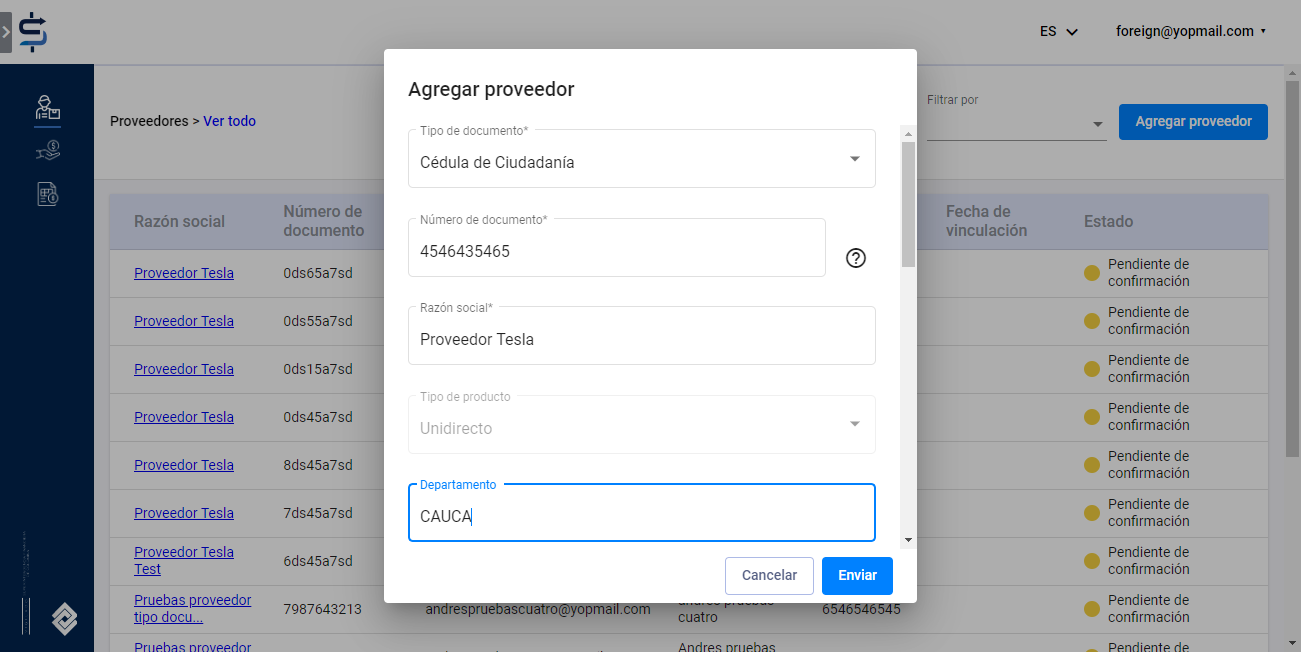 ES
foreign@yopmail.com
Proveedores > Ver todo
Filtrar por
Agregar proveedor
Razón social
Número de
documento
Fecha de
vinculación
Estado
Proveedor Tesla
0ds65a7sd
Pendiente de
confirmación
Proveedor Tesla
0ds55a7sd
Pendiente de
confirmación
Proveedor Tesla
0ds15a7sd
Pendiente de
confirmación
Proveedor Tesla
0ds45a7sd
Pendiente de
confirmación
Proveedor Tesla
8ds45a7sd
Pendiente de
confirmación
Proveedor Tesla
7ds45a7sd
Pendiente de
confirmación
Proveedor Tesla
Test
6ds45a7sd
Pendiente de
confirmación
Pruebas proveedor
tipo docu...
7987643213
andrespruebascuatro@yopmail.com
andres pruebas
cuatro
6546546545
Pendiente de
confirmación
Pruebas proveedor
Andres pruebas
Pendiente de
Agregar proveedor
Tipo de documento*
Cédula de Ciudadanía
Número de documento*
4546435465
Razón social*
Proveedor Tesla
Tipo de producto
Unidirecto
Departamento
CAUCA
Cancelar
Enviar